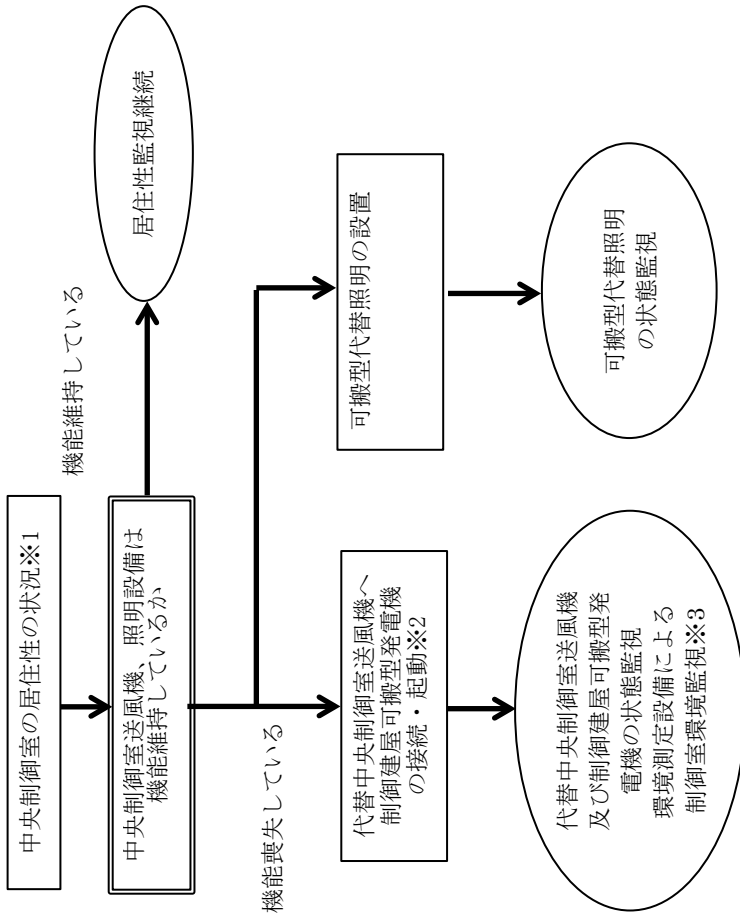 中央制御室の居住性の状況※1
中央制御室送風機、照明設備は
機能維持しているか
機能維持している
居住性監視継続
機能喪失している
代替中央制御室送風機へ
制御建屋可搬型発電機
の接続・起動※2
可搬型代替照明の設置
代替中央制御室送風機
及び制御建屋可搬型発
電機の状態監視
環境測定設備による
制御室環境監視※3
可搬型代替照明
の状態監視